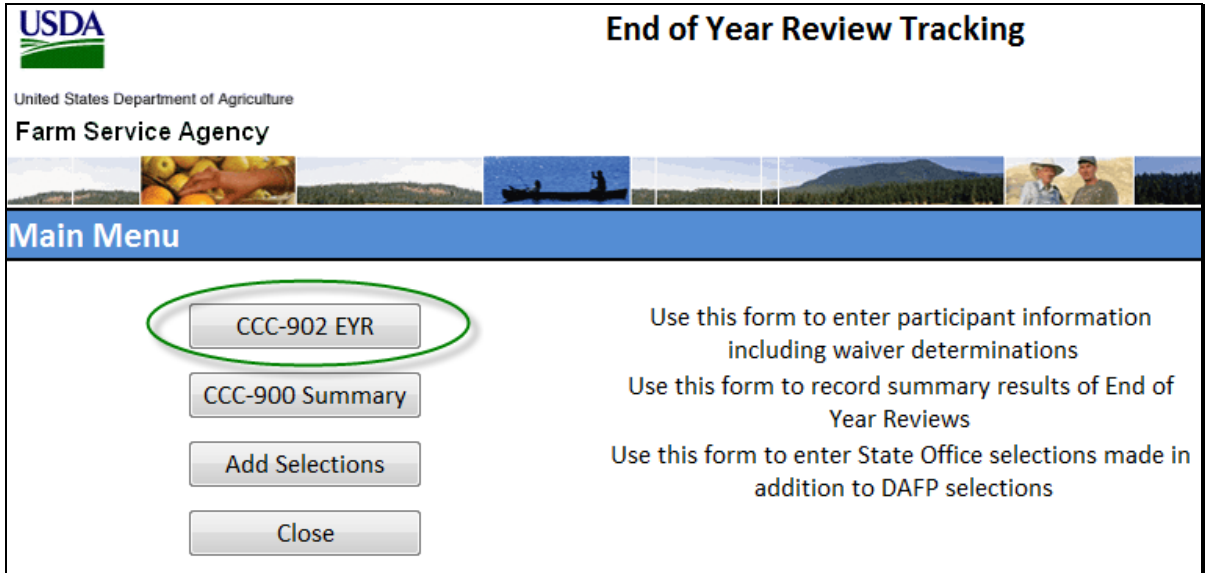 USDA
End of Year Review Tracking
United States Department of Agriculture
Farm Service Agency
Main Menu
CCC-902 EYR
Use this form to enter participant information
including waiver determinations
CCC-900 Summary
Use this form to record summary results of End of
Year Reviews
Add Selections
Use this form to enter State Office selections made in
addition to DAFP selections
Close